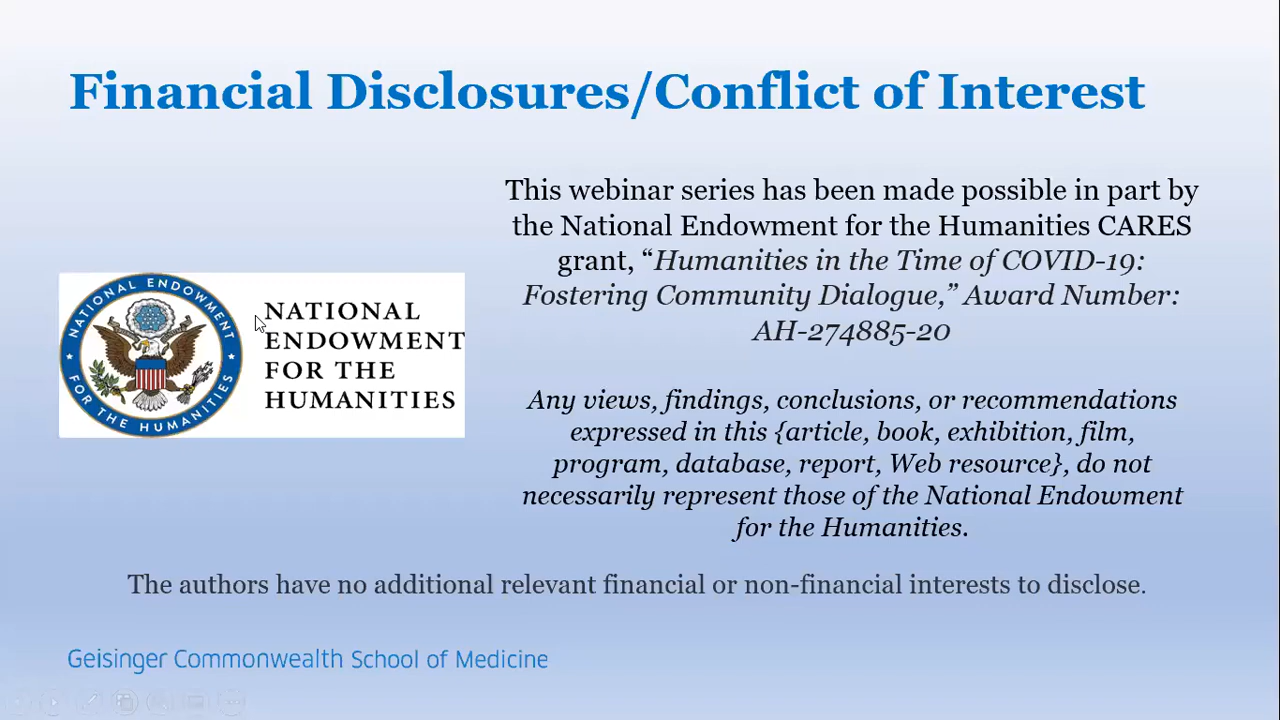 Financial Disclosures/Conflict of Interest
This webinar series has been made possible in part by
the National Endowment for the Humanities CARES
grant, “Humanities in the Time of COVID-19:
Fostering Community Dialogue,” Award Number:
AH-274885-20
NATIONAL ENDOWMENT
FOR THE HUMANITIES
NATIONAL
ENDOWMENT
FOR THE
HUMANITIES
Any views, findings, conclusions, or recommendations
expressed in this {article, book, exhibition, film,
program, database, report, Web resource}, do not
necessarily represent those of the National Endowment
for the Humanities.
The authors have no additional relevant financial or non-financial interests to disclose.
Geisinger Commonwealth School of Medicine